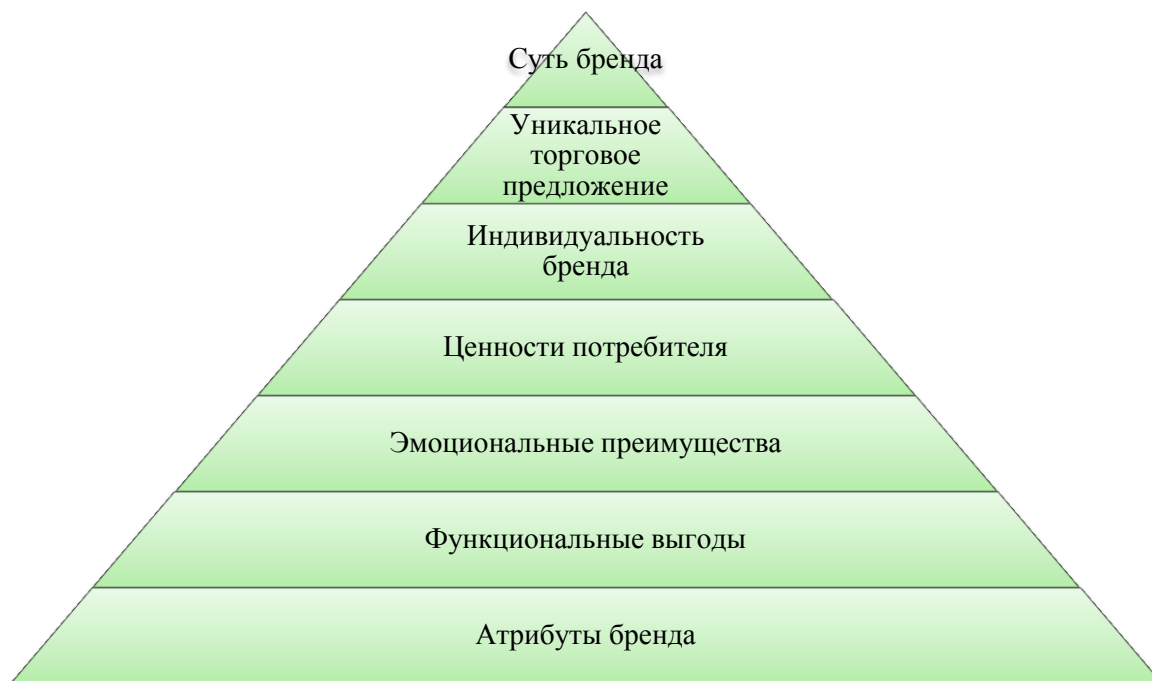 Суть бренда
Уникальное
торговое
предложение
Индивидуальность
бренда
Ценности потребителя
Эмоциональные преимущества
Функциональные выгоды
Атрибуты бренда